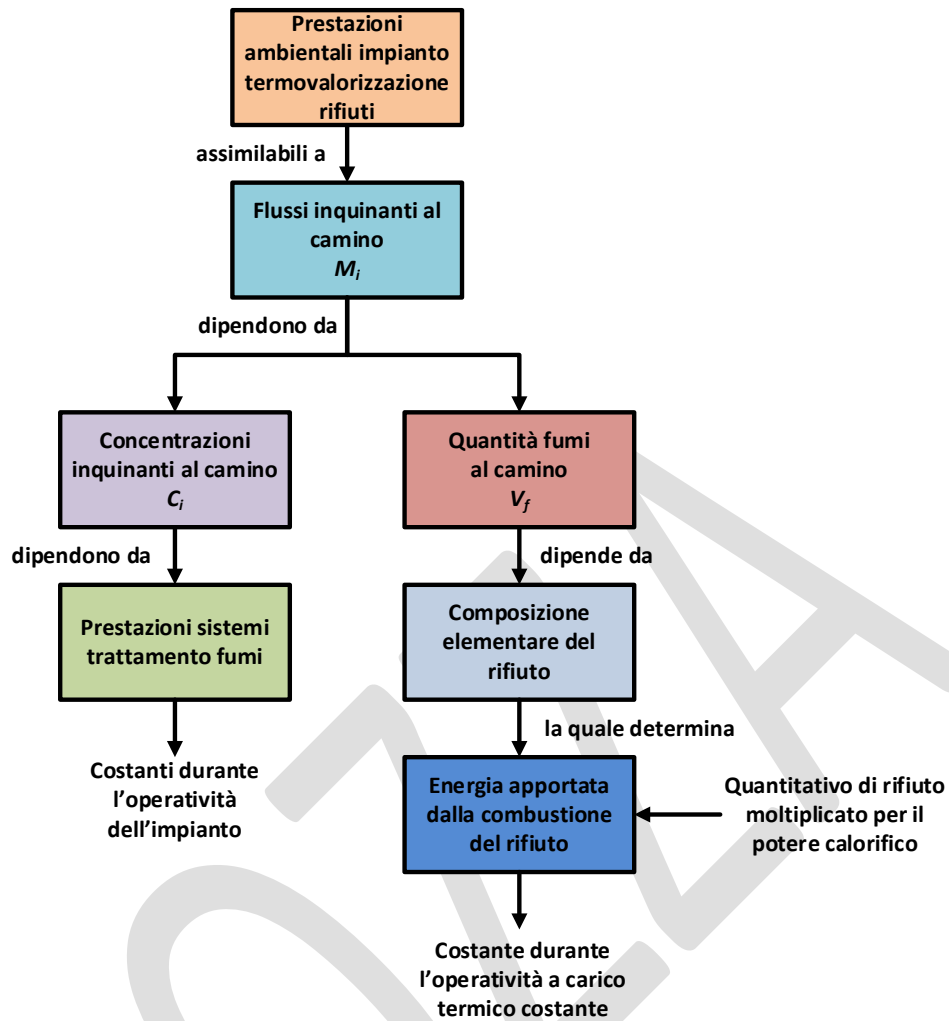 Prestazioni
ambientali impianto
termovalorizzazione
rifiuti
assimilabili a
Flussi inquinanti al
camino
Mi
dipendono da
Concentrazioni
inquinanti al camino
Ci
Quantità fumi
al camino
Vf
dipendono da
dipende da
Prestazioni sistemi
trattamento fumi
Composizione
elementare del
rifiuto
la quale determina
Costanti durante
l'operatività
dell'impianto
Energia apportata
dalla combustione
del rifiuto
Quantitativo di rifiuto
moltiplicato per il
potere calorifico
Costante durante
l'operatività a carico
termico costante